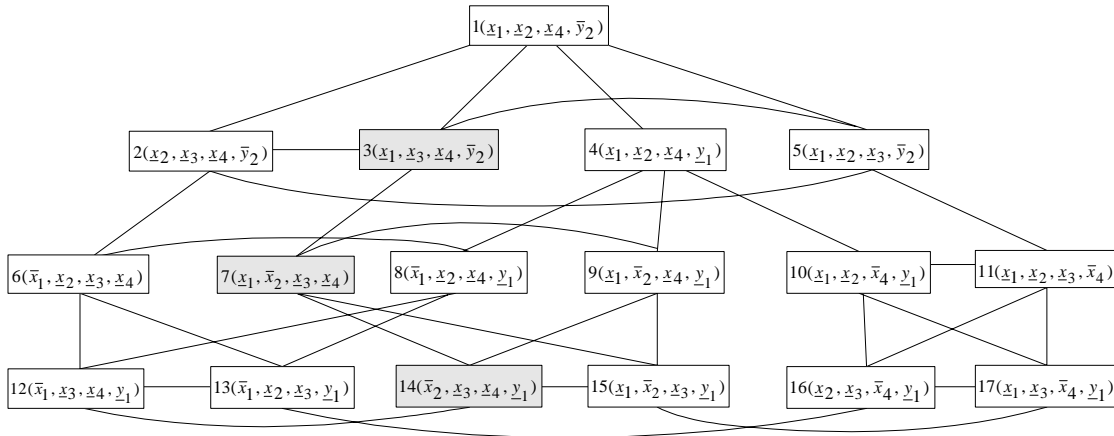 1(x̲₁, x̲₂, x̲₄, y̅₂)
2(x̲₂, x̲₃, x̲₄, y̅₂)
3(x̲₁, x̲₃, x̲₄, y̅₂)
4(x̲₁, x̲₂, x̲₄, y̲₁)
5(x̲₁, x̲₂, x̲₃, y̅₂)
6(x̅₁, x̲₂, x̲₃, x̲₄)
7(x̲₁, x̅₂, x̲₃, x̲₄)
8(x̅₁, x̲₂, x̲₄, y̲₁)
9(x̲₁, x̅₂, x̲₄, y̲₁)
10(x̲₁, x̲₂, x̅₄, y̲₁)
11(x̲₁, x̲₂, x̲₃, x̅₄)
12(x̅₁, x̲₃, x̲₄, y̲₁)
13(x̅₁, x̲₂, x̲₃, y̲₁)
14(x̅₂, x̲₃, x̲₄, y̲₁)
15(x̲₁, x̅₂, x̲₃, y̲₁)
16(x̲₂, x̲₃, x̅₄, y̲₁)
17(x̲₁, x̲₃, x̅₄, y̲₁)